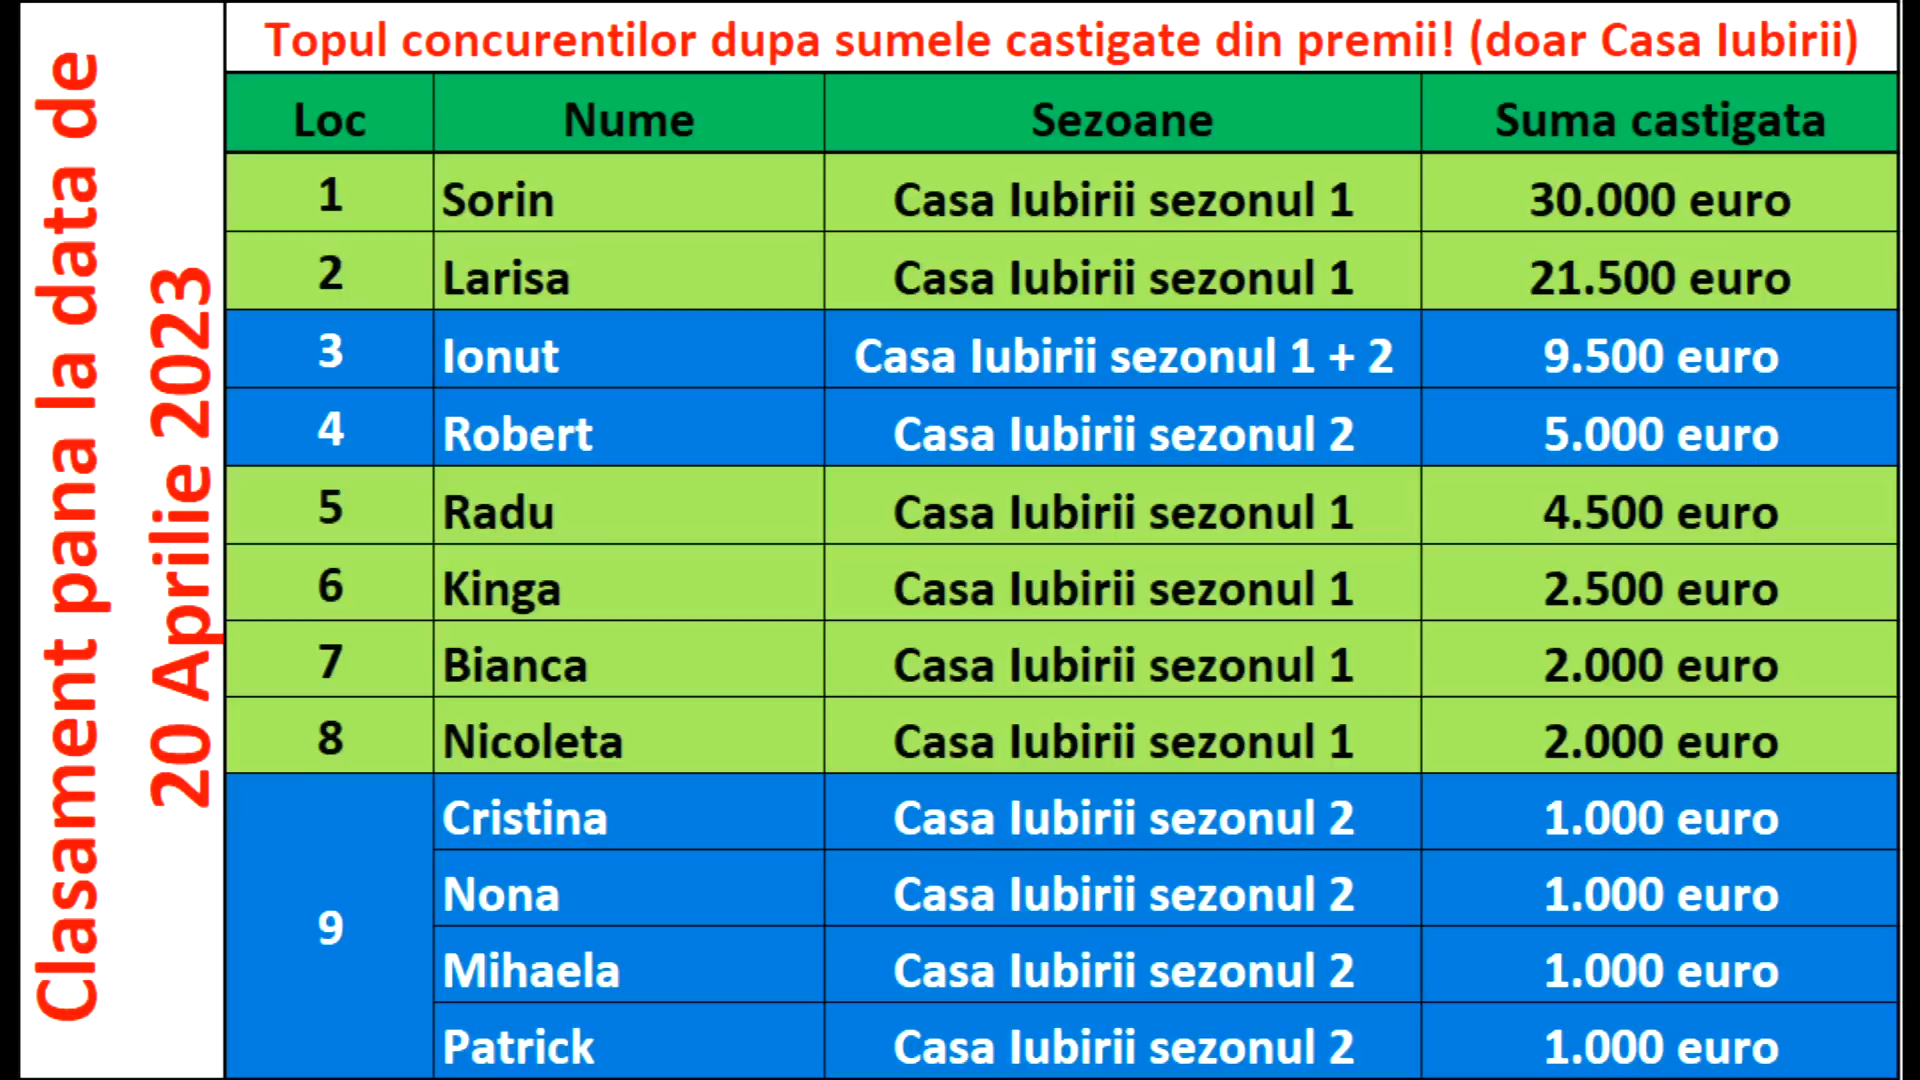 Clasament pana la data de
20 Aprilie 2023
Topul concurentilor dupa sumele castigate din premii! (doar Casa Iubirii)
Loc Nume Sezoane Suma castigata
1 Sorin Casa Iubirii sezonul 1 30.000 euro
2 Larisa Casa Iubirii sezonul 1 21.500 euro
3 Ionut Casa Iubirii sezonul 1 + 2 9.500 euro
4 Robert Casa Iubirii sezonul 2 5.000 euro
5 Radu Casa Iubirii sezonul 1 4.500 euro
6 Kinga Casa Iubirii sezonul 1 2.500 euro
7 Bianca Casa Iubirii sezonul 1 2.000 euro
8 Nicoleta Casa Iubirii sezonul 1 2.000 euro
9 Cristina Casa Iubirii sezonul 2 1.000 euro
Nona Casa Iubirii sezonul 2 1.000 euro
Mihaela Casa Iubirii sezonul 2 1.000 euro
Patrick Casa Iubirii sezonul 2 1.000 euro